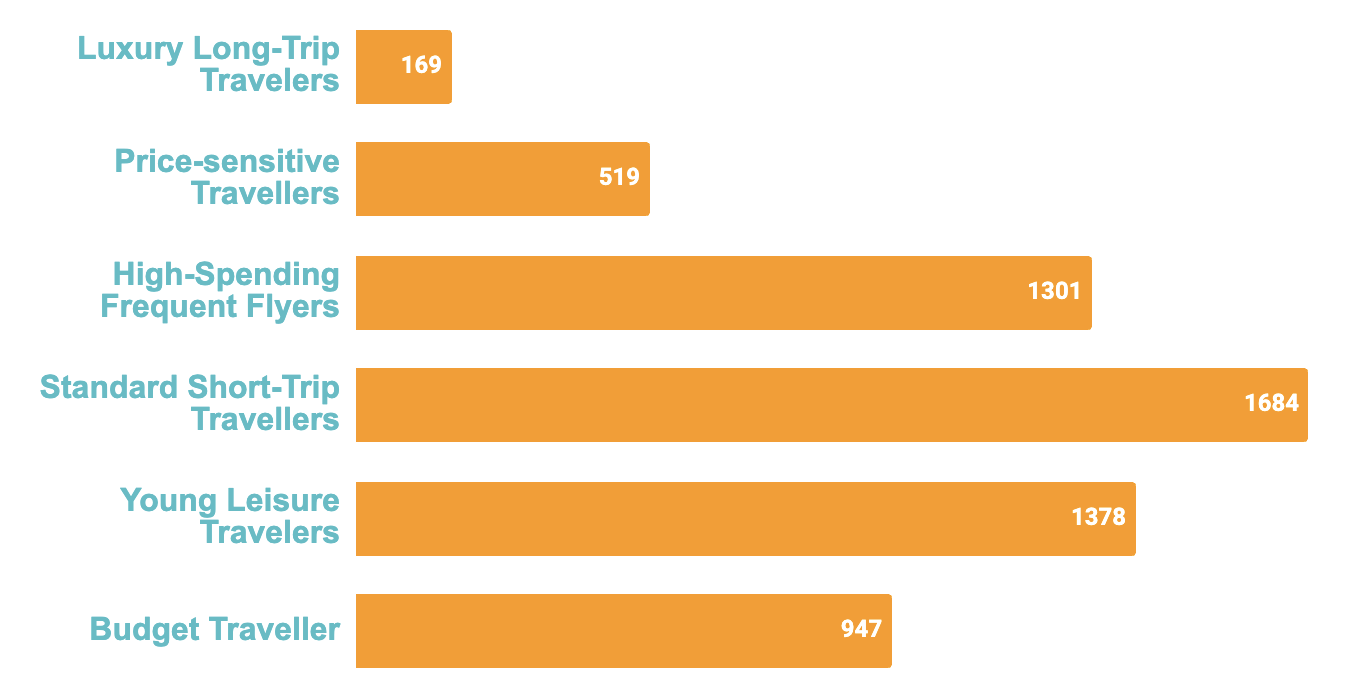 Luxury Long-Trip
Travelers
169
Price-sensitive
Travellers
519
High-Spending
Frequent Flyers
1301
Standard Short-Trip
Travellers
1684
Young Leisure
Travelers
1378
Budget Traveller
947